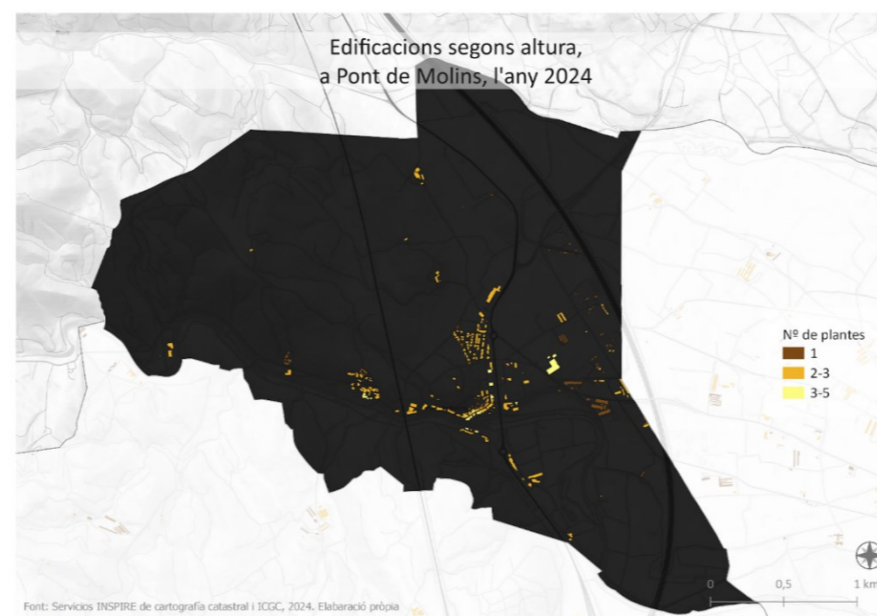 Edificacions segons altura,
a Pont de Molins, l'any 2024
Nº de plantes
1
2-3
3-5
0 0,5 1 km
Font: Servicios INSPIRE de cartografía catastral i ICGC, 2024. Elabaració pròpia